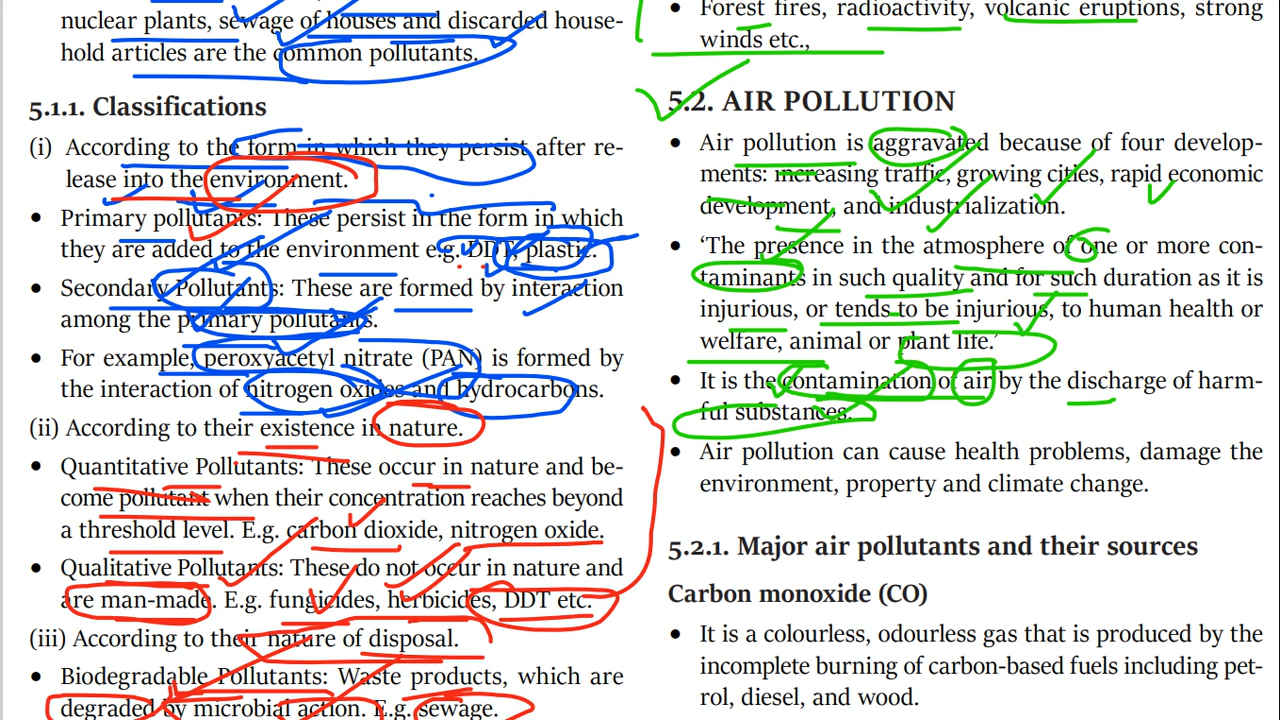 nuclear plants, sewage of houses and discarded house-
hold articles are the common pollutants.
5.1.1. Classifications
(i) According to the form in which they persist after re-
lease into the environment.
• Primary pollutants: These persist in the form in which
they are added to the environment e.g. DDT, plastic.
• Secondary Pollutants: These are formed by interaction
among the primary pollutants.
• For example, peroxyacetyl nitrate (PAN) is formed by
the interaction of nitrogen oxides and hydrocarbons.
(ii) According to their existence in nature.
• Quantitative Pollutants: These occur in nature and be-
come pollutant when their concentration reaches beyond
a threshold level. E.g. carbon dioxide, nitrogen oxide.
• Qualitative Pollutants: These do not occur in nature and
are man-made. E.g. fungicides, herbicides, DDT etc.
(iii) According to their nature of disposal.
• Biodegradable Pollutants: Waste products, which are
degraded by microbial action. E.g. sewage.
• Forest fires, radioactivity, volcanic eruptions, strong
winds etc.,
5.2. AIR POLLUTION
• Air pollution is aggravated because of four develop-
ments: increasing traffic, growing cities, rapid economic
development, and industrialization.
• ‘The presence in the atmosphere of one or more con-
taminants in such quality and for such duration as it is
injurious, or tends to be injurious, to human health or
welfare, animal or plant life.’
• It is the contamination of air by the discharge of harm-
ful substances.
• Air pollution can cause health problems, damage the
environment, property and climate change.
5.2.1. Major air pollutants and their sources
Carbon monoxide (CO)
• It is a colourless, odourless gas that is produced by the
incomplete burning of carbon-based fuels including pet-
rol, diesel, and wood.